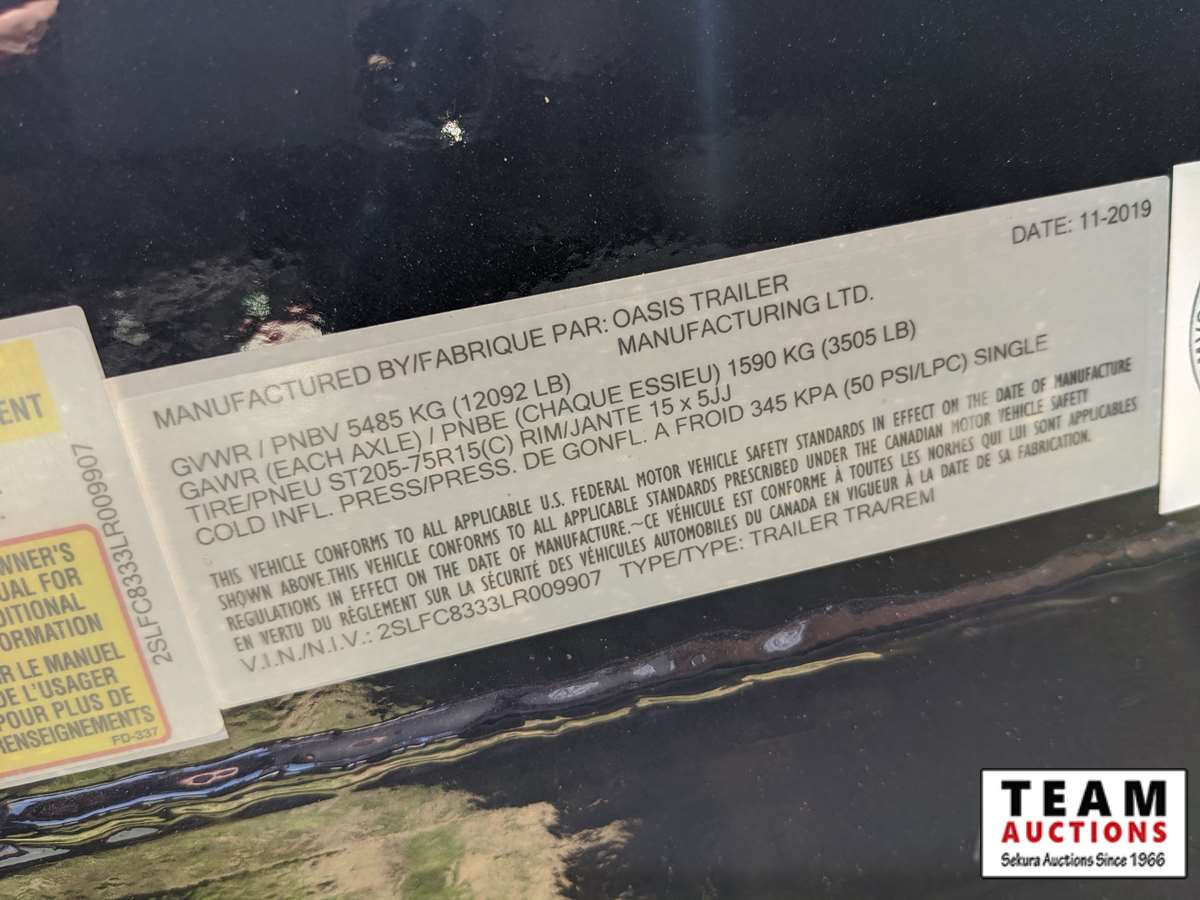 DATE: 11-2019
MANUFACTURED BY/FABRIQUE PAR: OASIS TRAILER
MANUFACTURING LTD.
GVWR / PNBV 5485 KG (12092 LB)
GAWR (EACH AXLE) / PNBE (CHAQUE ESSIEU) 1590 KG (3505 LB)
TIRE/PNEU ST205-75R15(C) RIM/JANTE 15 x 5JJ
COLD INFL. PRESS/PRESS. DE GONFL. A FROID 345 KPA (50 PSI/LPC) SINGLE
THIS VEHICLE CONFORMS TO ALL APPLICABLE U.S. FEDERAL MOTOR VEHICLE SAFETY STANDARDS IN EFFECT ON THE DATE OF MANUFACTURE
SHOWN ABOVE.THIS VEHICLE CONFORMS TO ALL APPLICABLE STANDARDS PRESCRIBED UNDER THE CANADIAN MOTOR VEHICLE SAFETY
REGULATIONS IN EFFECT ON THE DATE OF MANUFACTURE.~CE VÉHICULE EST CONFORME À TOUTES LES NORMES QUI LUI SONT APPLICABLES
EN VERTU DU RÉGLEMENT SUR LA SÉCURITÉ DES VÉHICULES AUTOMOBILES DU CANADA EN VIGUEUR À LA DATE DE SA FABRICATION.
V.I.N./N.I.V.: 2SLFC8333LR009907 TYPE/TYPE: TRAILER TRA/REM
2SLFC8333LR009907
ENT
OWNER'S
UAL FOR
DITIONAL
FORMATION
R LE MANUEL
DE L'USAGER
POUR PLUS DE
RENSEIGNEMENTS
FD-337
TEAM
AUCTIONS
Sekura Auctions Since 1966